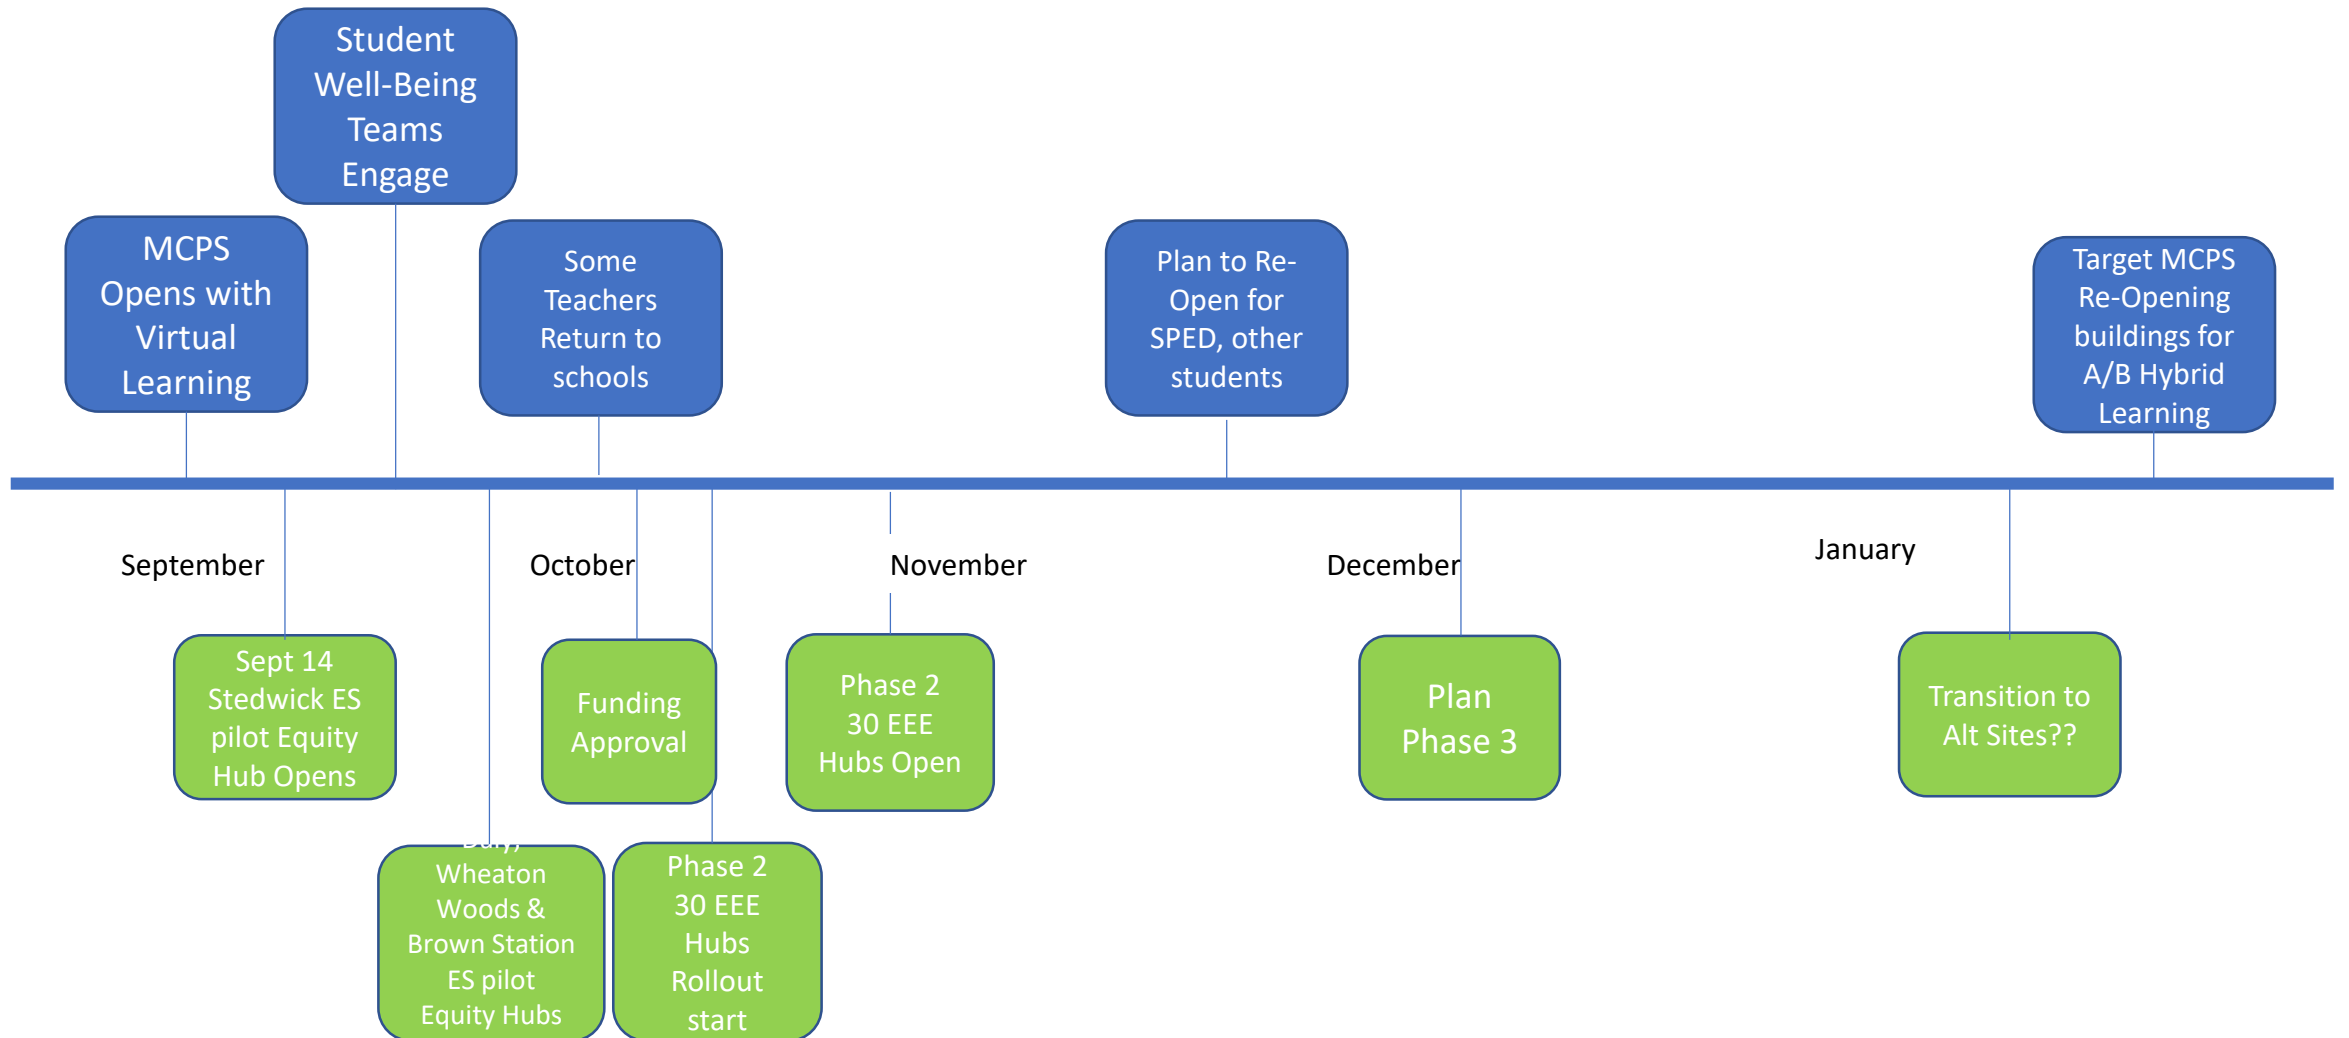 Student
Well-Being
Teams
Engage
MCPS
Opens with
Virtual
Learning
Some
Teachers
Return to
schools
Plan to Re-
Open for
SPED, other
students
Target MCPS
Re-Opening
buildings for
A/B Hybrid
Learning
September
October
November
December
January
Sept 14
Stedwick ES
pilot Equity
Hub Opens
Funding
Approval
Phase 2
30 EEE
Hubs Open
Plan
Phase 3
Transition to
Alt Sites??
Wheaton
Woods &
Brown Station
ES pilot
Equity Hubs
Phase 2
30 EEE
Hubs
Rollout
start